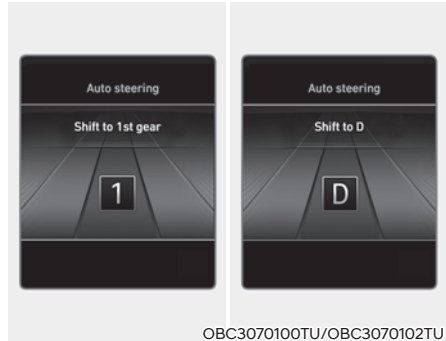 Auto steering
Shift to 1st gear
1
Auto steering
Shift to D
D
OBC3070100TU/OBC3070102TU